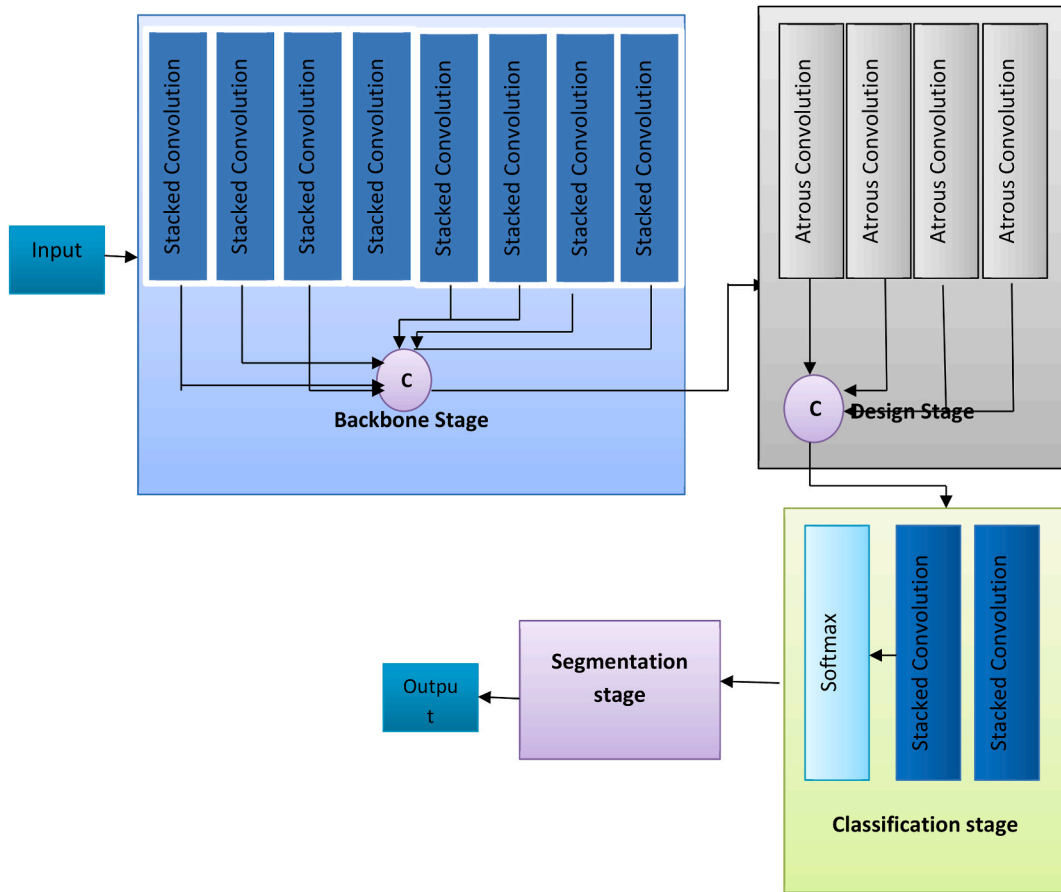 Input
Stacked Convolution
Stacked Convolution
Stacked Convolution
Stacked Convolution
Stacked Convolution
Stacked Convolution
Stacked Convolution
Stacked Convolution
C
Backbone Stage
Atrous Convolution
Atrous Convolution
Atrous Convolution
Atrous Convolution
C
Design Stage
Softmax
Stacked Convolution
Stacked Convolution
Classification stage
Segmentation
stage
Outpu
t